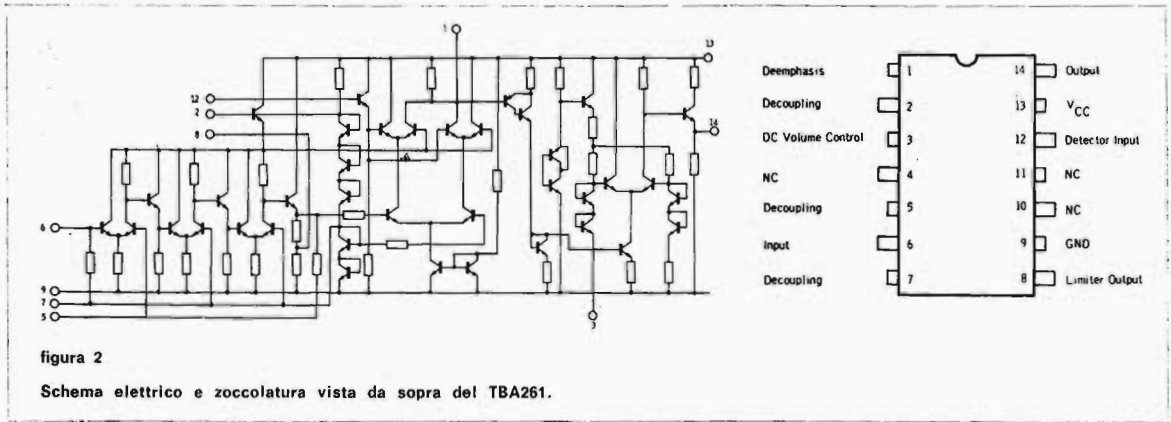 1
13
12
2
8
14
6
9
7
5
3
Deemphasis 1 14 Output
Decoupling 2 13 VCC
DC Volume Control 3 12 Detector Input
NC 4 11 NC
Decoupling 5 10 NC
Input 6 9 GND
Decoupling 7 8 Limiter Output
figura 2
Schema elettrico e zoccolatura vista da sopra del TBA261.